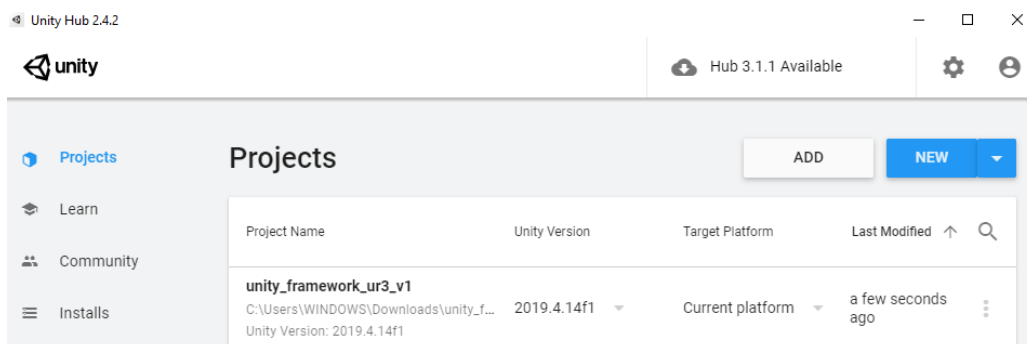 Unity Hub 2.4.2
unity
Hub 3.1.1 Available
Projects
Learn
Community
Installs
Projects
ADD
NEW
Project Name
Unity Version
Target Platform
Last Modified
unity_framework_ur3_v1
C:\Users\WINDOWS\Downloads\unity_f...
Unity Version: 2019.4.14f1
2019.4.14f1
Current platform
a few seconds
ago